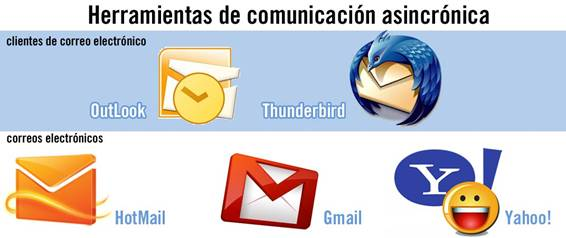 Herramientas de comunicación asincrónica
clientes de correo electrónico
OutLook
Thunderbird
correos electrónicos
HotMail
Gmail
Y!
Yahoo!